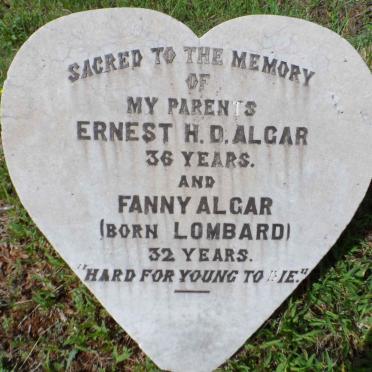 SACRED TO THE MEMORY
OF
MY PARENTS
ERNEST H.D. ALGAR
36 YEARS.
AND
FANNY ALGAR
(BORN LOMBARD)
32 YEARS.
"HARD FOR YOUNG TO DIE."